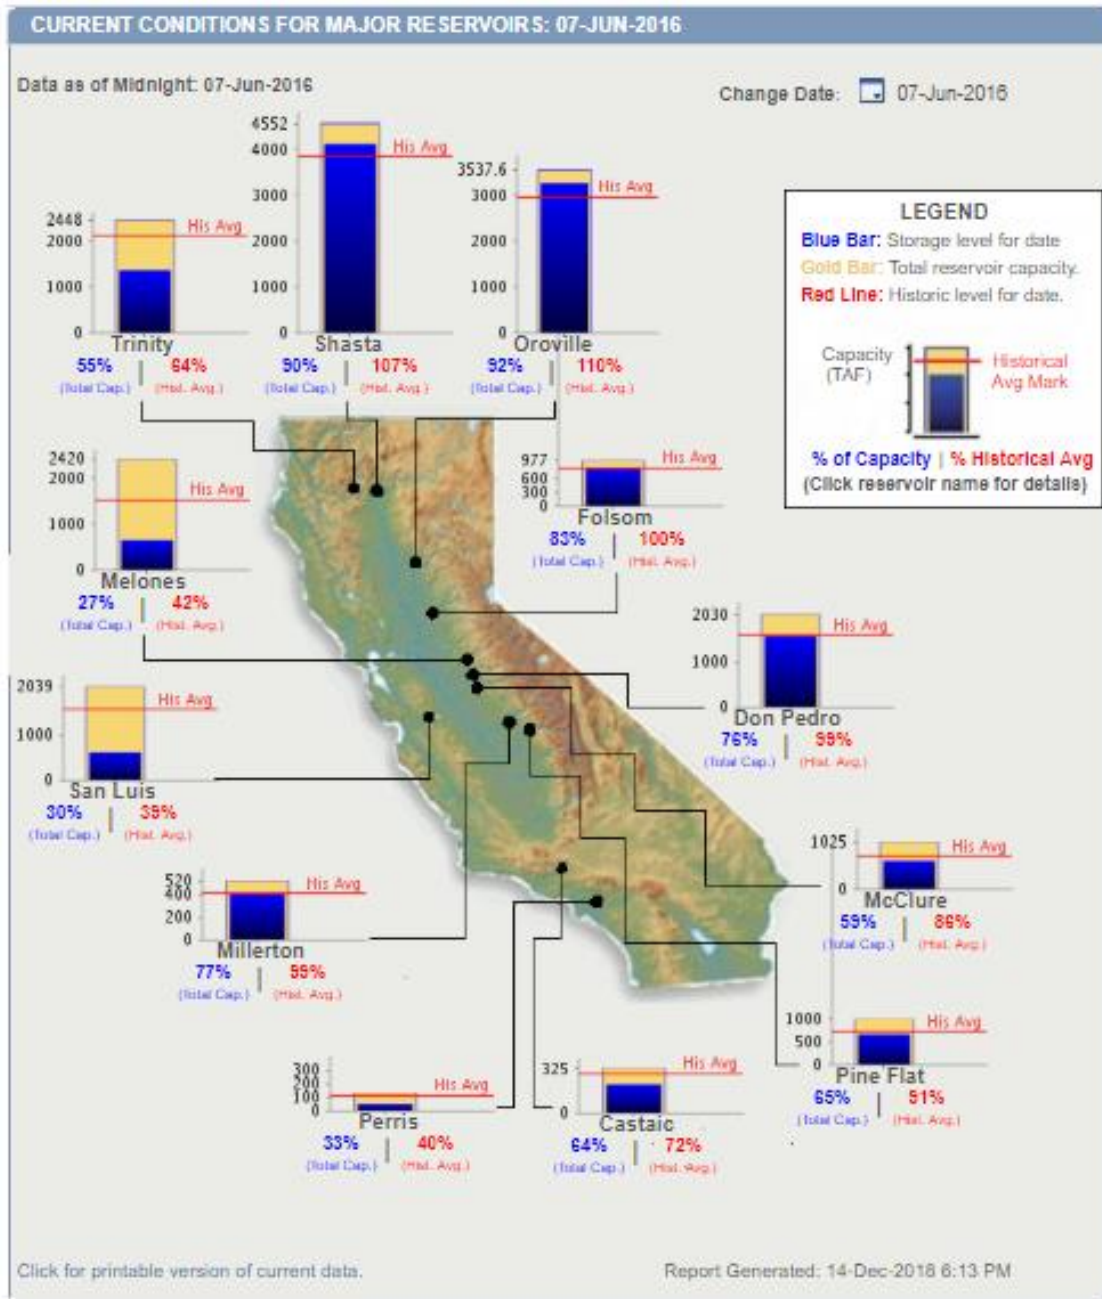 CURRENT CONDITIONS FOR MAJOR RESERVOIRS: 07-JUN-2016
Data as of Midnight: 07-Jun-2016
Change Date: 07-Jun-2016
4552
4000
3000
2000
1000
0
His Avg
Shasta
90% | 107%
(Total Cap.) | (Hist. Avg.)
3537.6
3000
2000
1000
0
His Avg
Oroville
92% | 110%
(Total Cap.) | (Hist. Avg.)
2448
2000
1000
0
His Avg
Trinity
55% | 64%
(Total Cap.) | (Hist. Avg.)
LEGEND
Blue Bar: Storage level for date
Gold Bar: Total reservoir capacity.
Red Line: Historic level for date.
Capacity
(TAF)
Historical
Avg Mark
% of Capacity | % Historical Avg
(Click reservoir name for details)
2420
2000
1000
0
His Avg
Melones
27% | 42%
(Total Cap.) | (Hist. Avg.)
977
600
300
0
His Avg
Folsom
83% | 100%
(Total Cap.) | (Hist. Avg.)
2030
1000
0
His Avg
Don Pedro
76% | 99%
(Total Cap.) | (Hist. Avg.)
2039
1000
0
His Avg
San Luis
30% | 39%
(Total Cap.) | (Hist. Avg.)
1025
0
His Avg
McClure
59% | 86%
(Total Cap.) | (Hist. Avg.)
520
400
200
0
His Avg
Millerton
77% | 99%
(Total Cap.) | (Hist. Avg.)
1000
500
0
His Avg
Pine Flat
65% | 91%
(Total Cap.) | (Hist. Avg.)
300
200
100
0
His Avg
Perris
33% | 40%
(Total Cap.) | (Hist. Avg.)
325
0
His Avg
Castaic
64% | 72%
(Total Cap.) | (Hist. Avg.)
Click for printable version of current data.
Report Generated: 14-Dec-2018 6:13 PM